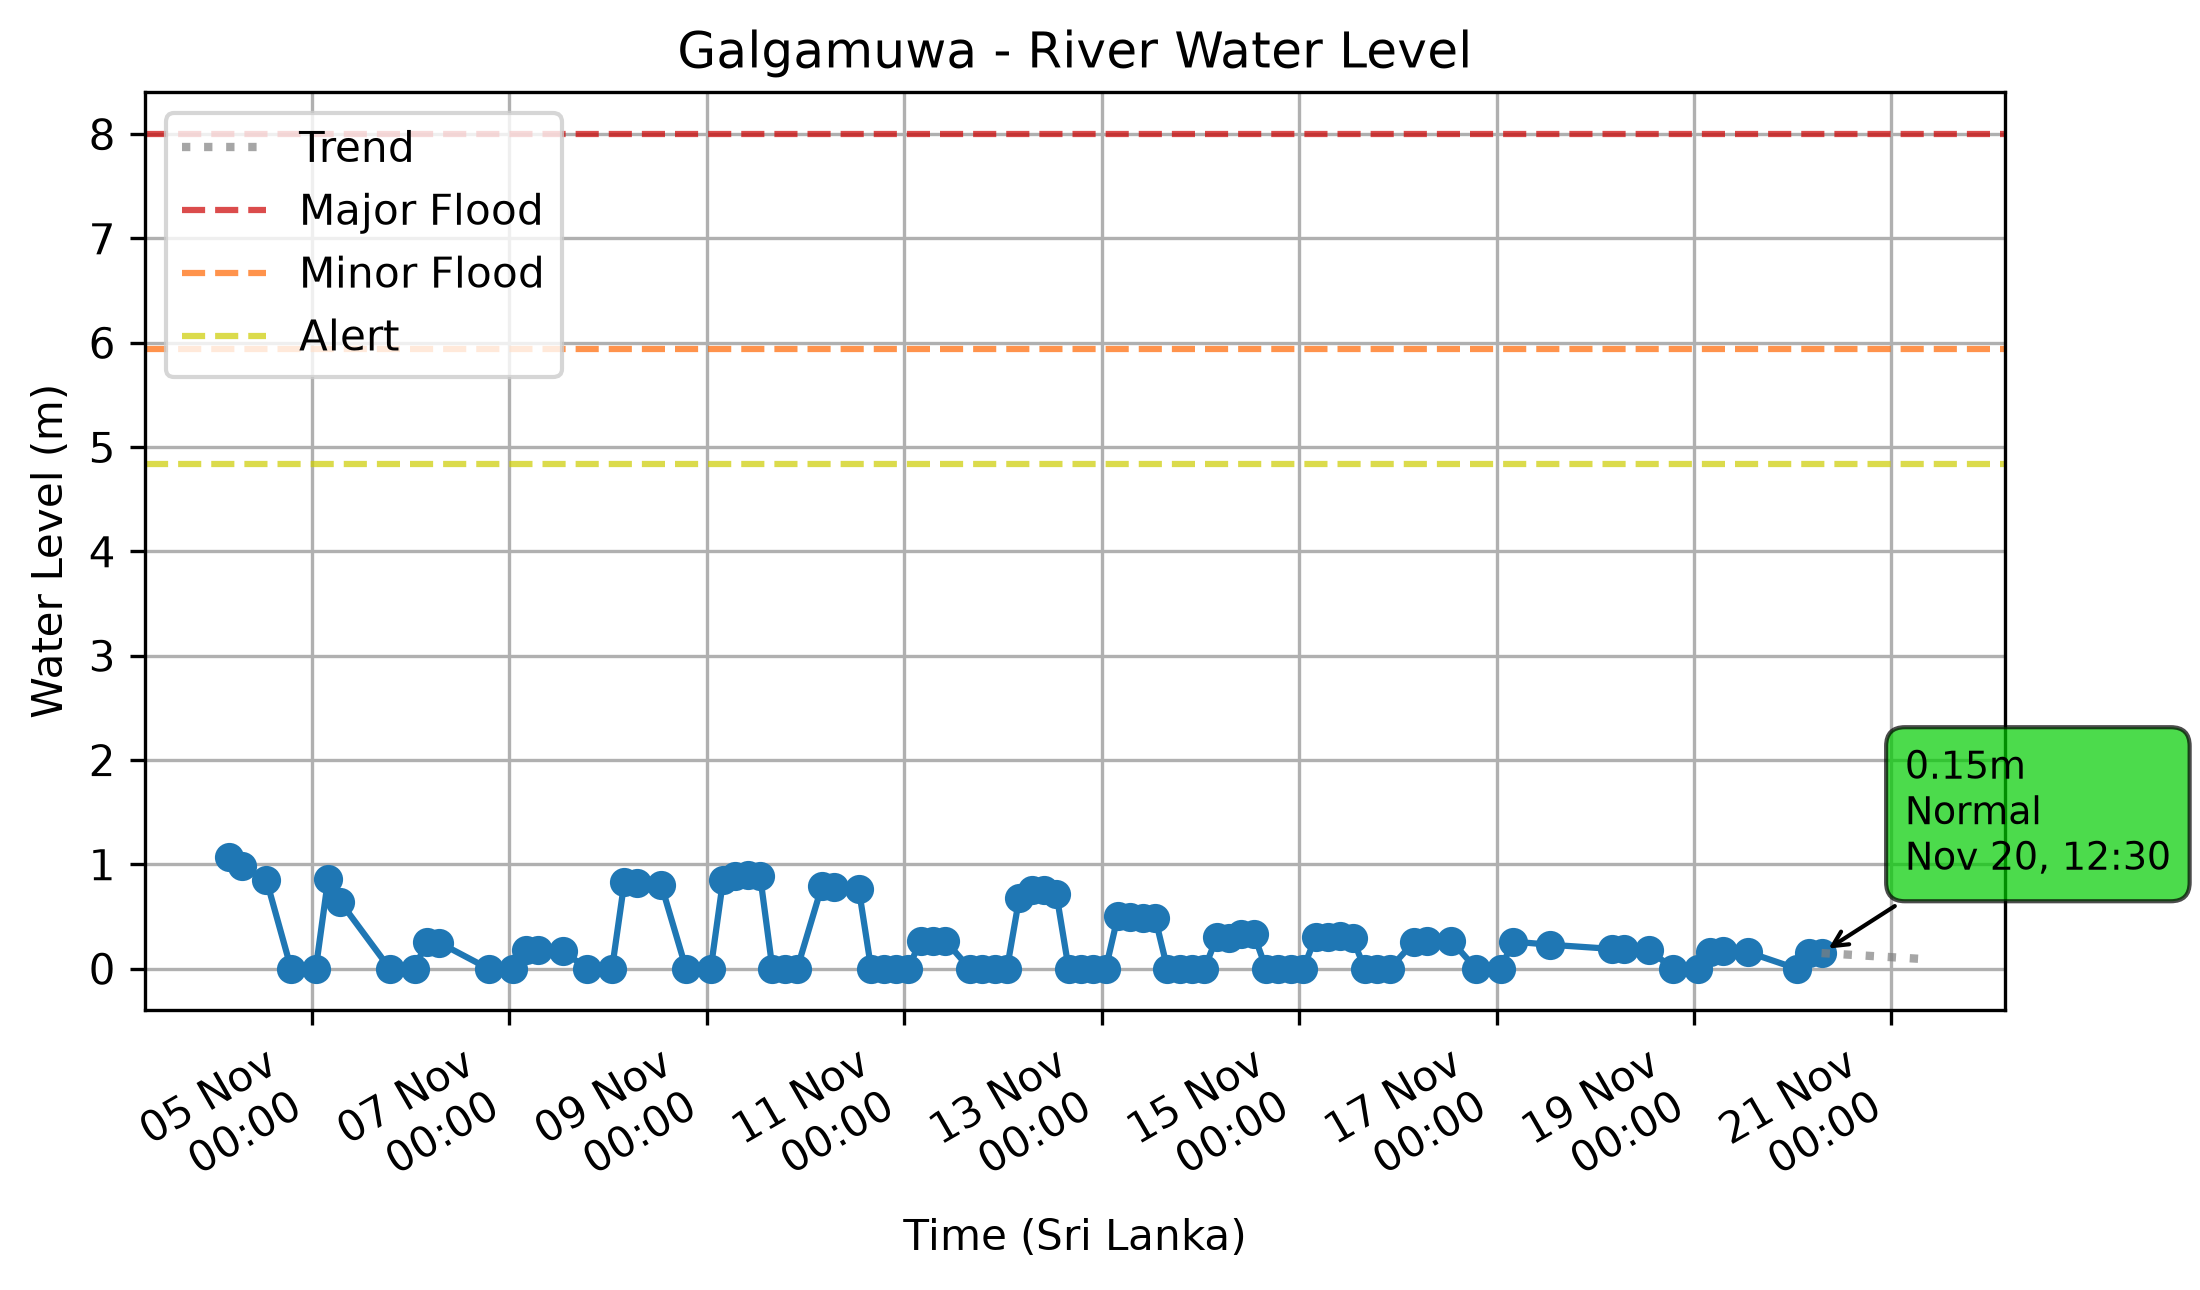 Galgamuwa - River Water Level
Trend
Major Flood
Minor Flood
Alert
8
7
6
5
4
3
2
1
0
Water Level (m)
0.15m
Normal
Nov 20, 12:30
05 Nov
00:00
07 Nov
00:00
09 Nov
00:00
11 Nov
00:00
13 Nov
00:00
15 Nov
00:00
17 Nov
00:00
19 Nov
00:00
21 Nov
00:00
Time (Sri Lanka)